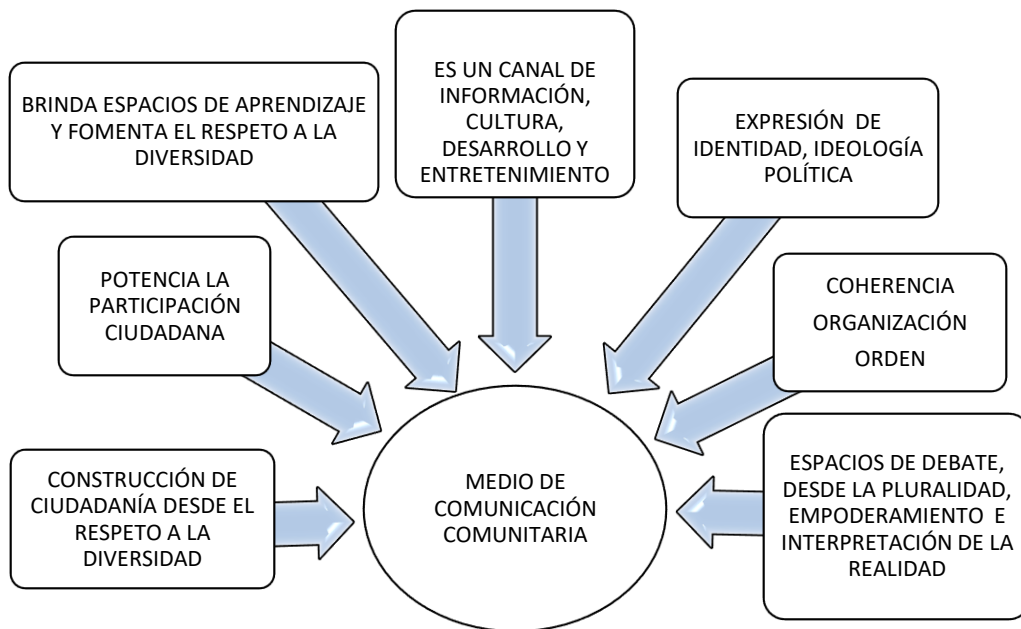 BRINDA ESPACIOS DE APRENDIZAJE
Y FOMENTA EL RESPETO A LA
DIVERSIDAD
ES UN CANAL DE
INFORMACIÓN,
CULTURA,
DESARROLLO Y
ENTRETENIMIENTO
EXPRESIÓN DE
IDENTIDAD, IDEOLOGÍA
POLÍTICA
POTENCIA LA
PARTICIPACIÓN
CIUDADANA
COHERENCIA
ORGANIZACIÓN
ORDEN
CONSTRUCCIÓN DE
CIUDADANÍA DESDE EL
RESPETO A LA
DIVERSIDAD
MEDIO DE
COMUNICACIÓN
COMUNITARIA
ESPACIOS DE DEBATE,
DESDE LA PLURALIDAD,
EMPODERAMIENTO E
INTERPRETACIÓN DE LA
REALIDAD